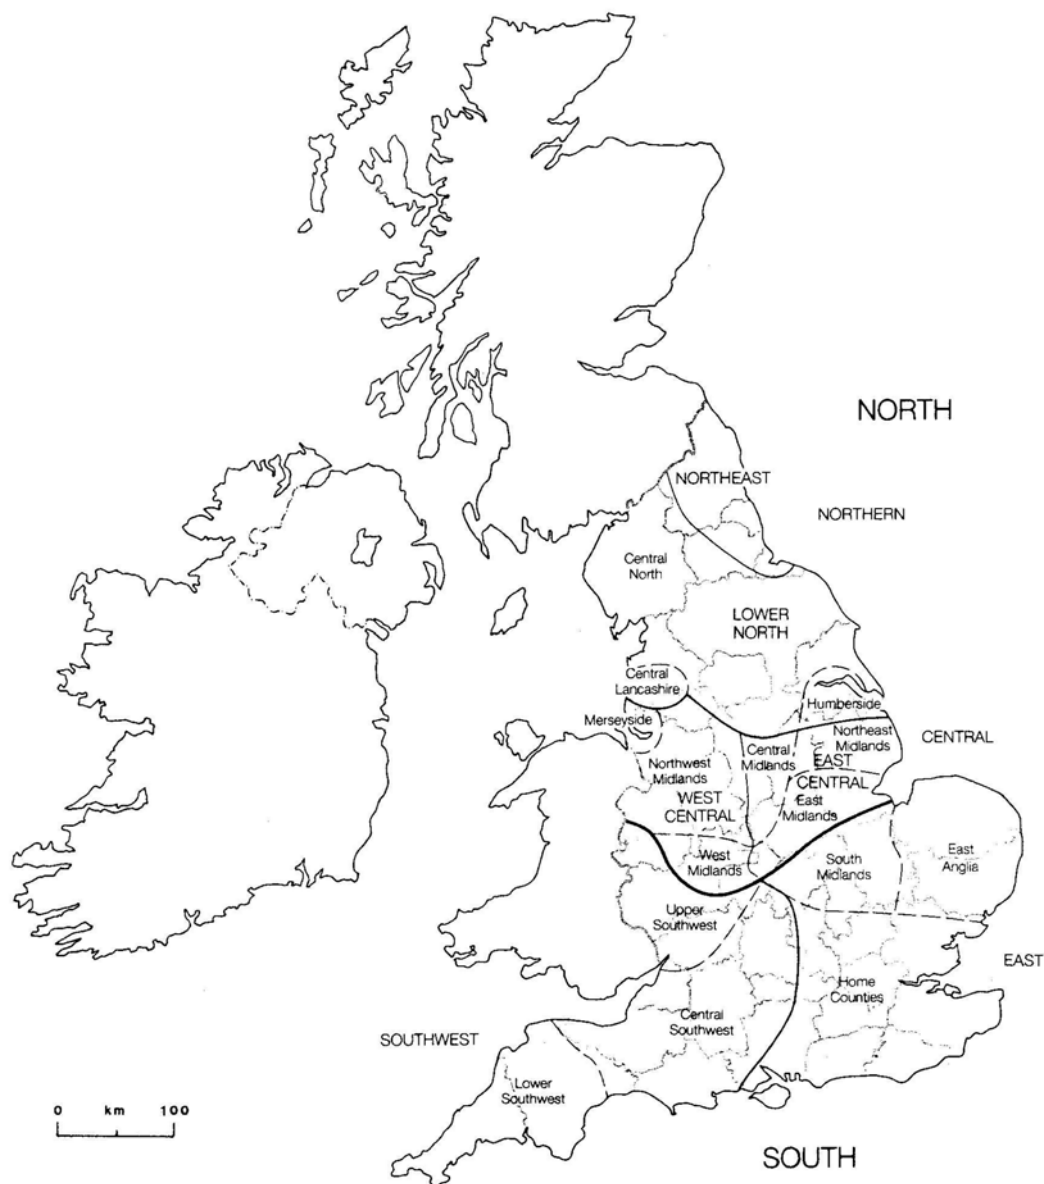 NORTH
NORTHEAST
NORTHERN
Central
North
LOWER
NORTH
Central
Lancashire
Humberside
Merseyside
Northeast
Midlands
CENTRAL
Central
Midlands
Northwest
Midlands
EAST
CENTRAL
WEST
CENTRAL
East
Midlands
West
Midlands
South
Midlands
East
Anglia
Upper
Southwest
EAST
Home
Counties
Central
Southwest
SOUTHWEST
Lower
Southwest
0 km 100
SOUTH